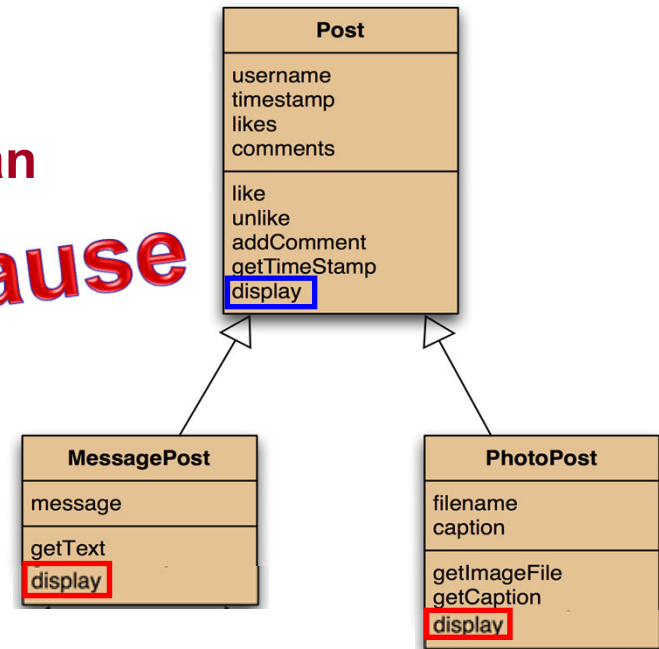 Post
username
timestamp
likes
comments
an
like
unlike
addComment
getTimeStamp
display
ause
MessagePost
message
getText
display
PhotoPost
filename
caption
getImageFile
getCaption
display